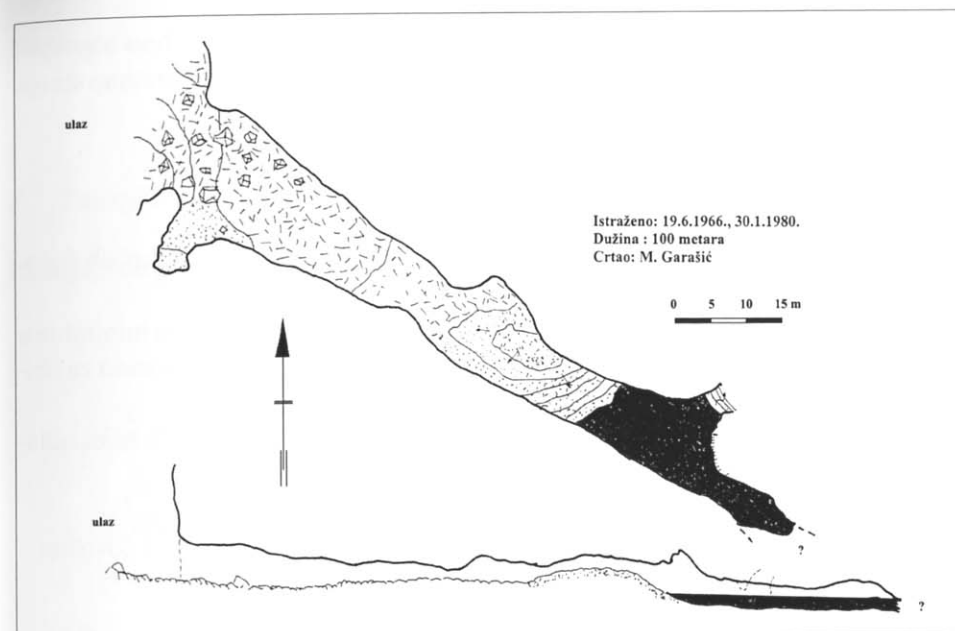 ulaz
Istraženo: 19.6.1966., 30.1.1980.
Dužina : 100 metara
Crtao: M. Garašić
0 5 10 15 m
?
ulaz
?